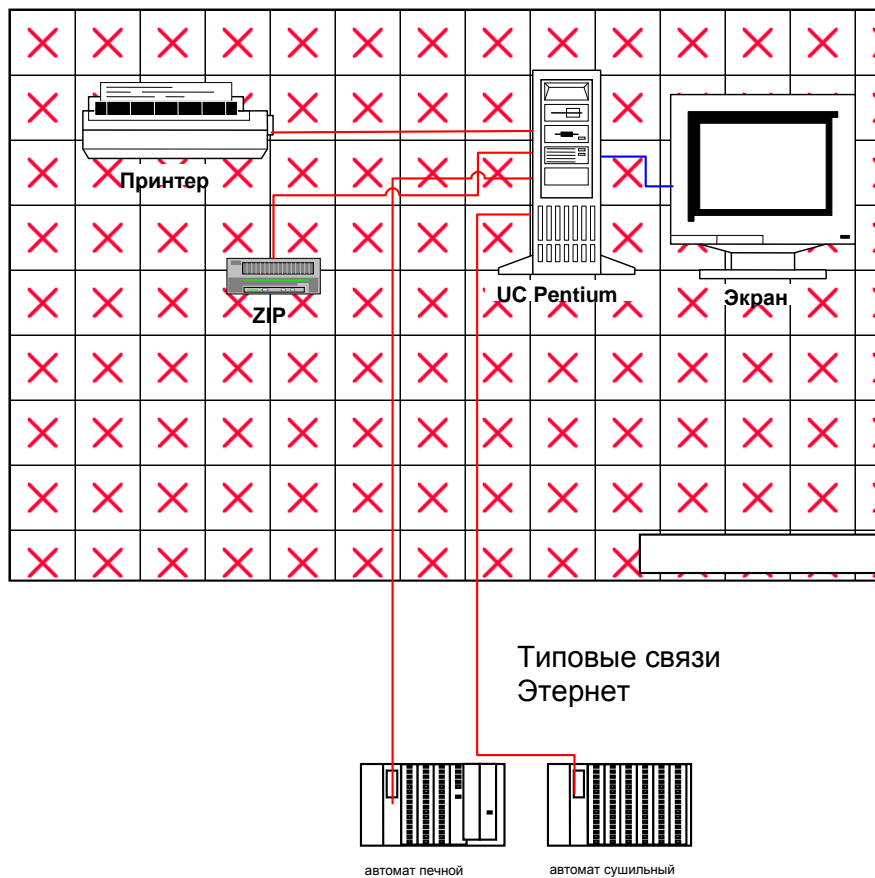 Принтер
ZIP
UC Pentium
Экран
Типовые связи
Этернет
автомат печной
автомат сушильный